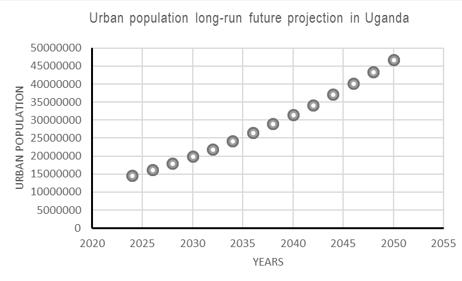 Urban population long-run future projection in Uganda
50000000
45000000
40000000
35000000
30000000
25000000
20000000
15000000
10000000
5000000
0
URBAN POPULATION
2020 2025 2030 2035 2040 2045 2050 2055
YEARS